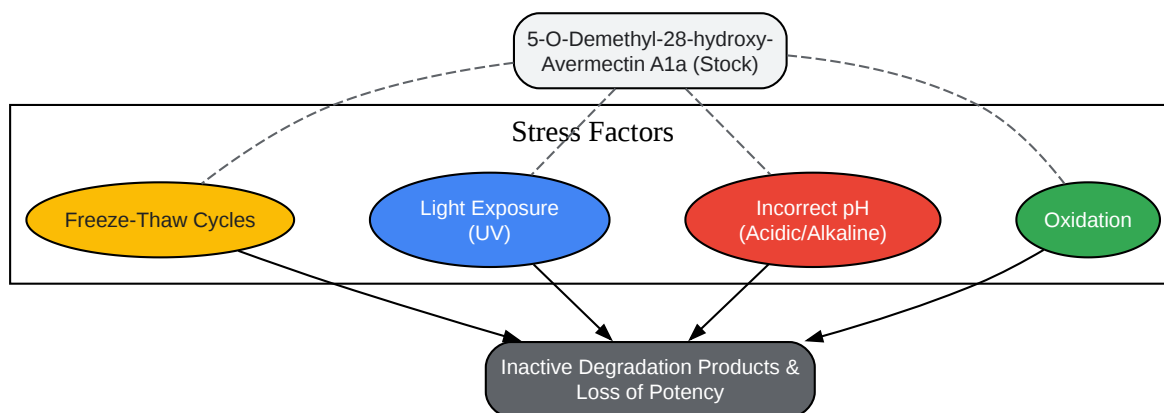 5-O-Demethyl-28-hydroxy-
Avermectin A1a (Stock)
Stress Factors
Freeze-Thaw Cycles
Light Exposure
(UV)
Incorrect pH
(Acidic/Alkaline)
Oxidation
Inactive Degradation Products &
Loss of Potency